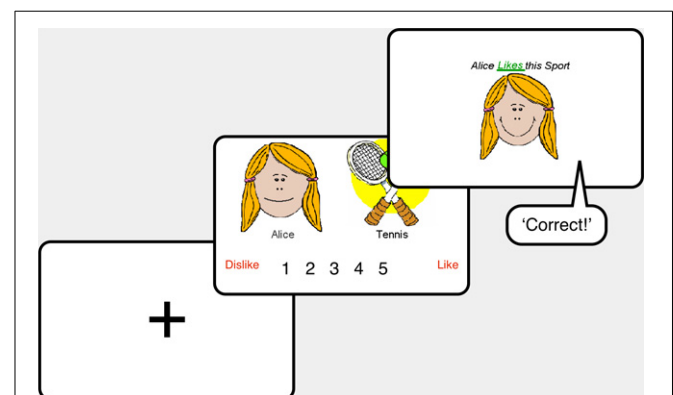 Alice Likes this Sport
Alice
Tennis
Dislike 1 2 3 4 5 Like
'Correct!'